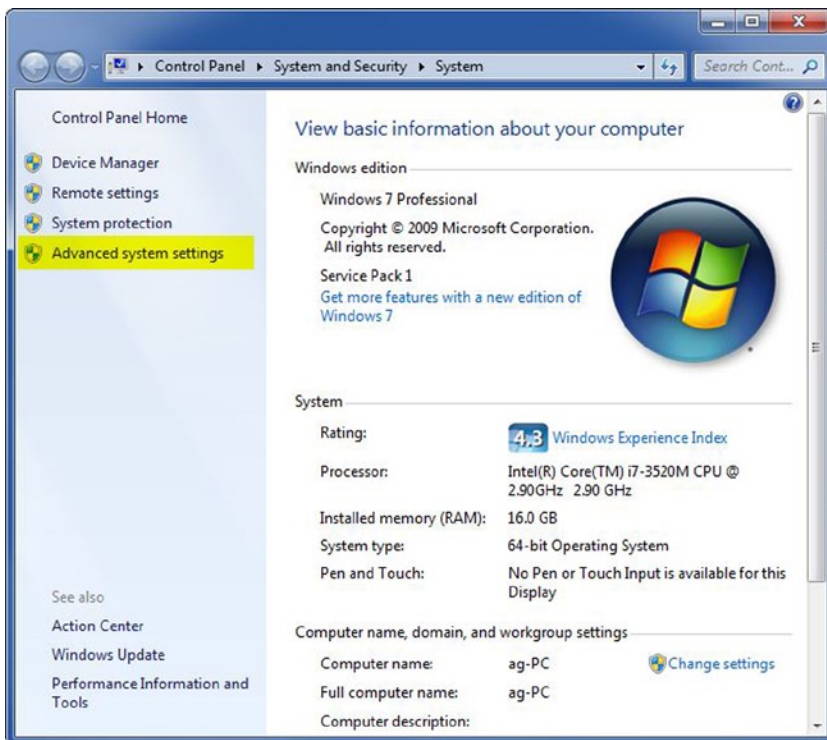 Control Panel ▸ System and Security ▸ System
Search Cont...
Control Panel Home
Device Manager
Remote settings
System protection
Advanced system settings
See also
Action Center
Windows Update
Performance Information and
Tools
View basic information about your computer
Windows edition
Windows 7 Professional
Copyright © 2009 Microsoft Corporation.
All rights reserved.
Service Pack 1
Get more features with a new edition of
Windows 7
System
Rating:
4.3 Windows Experience Index
Processor:
Intel(R) Core(TM) i7-3520M CPU @
2.90GHz 2.90 GHz
Installed memory (RAM): 16.0 GB
System type: 64-bit Operating System
Pen and Touch: No Pen or Touch Input is available for this
Display
Computer name, domain, and workgroup settings
Computer name: ag-PC Change settings
Full computer name: ag-PC
Computer description: